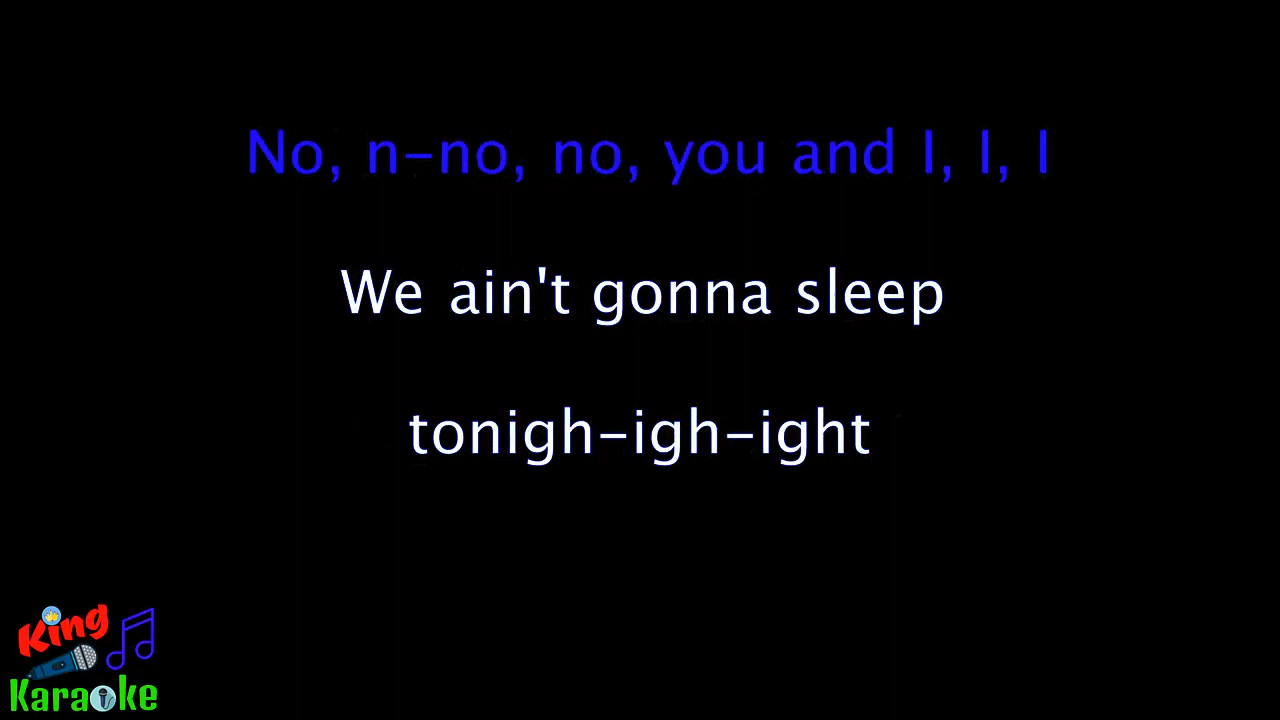 No, n-no, no, you and I, I, I
We ain't gonna sleep
tonigh-igh-ight
King
Karaoke